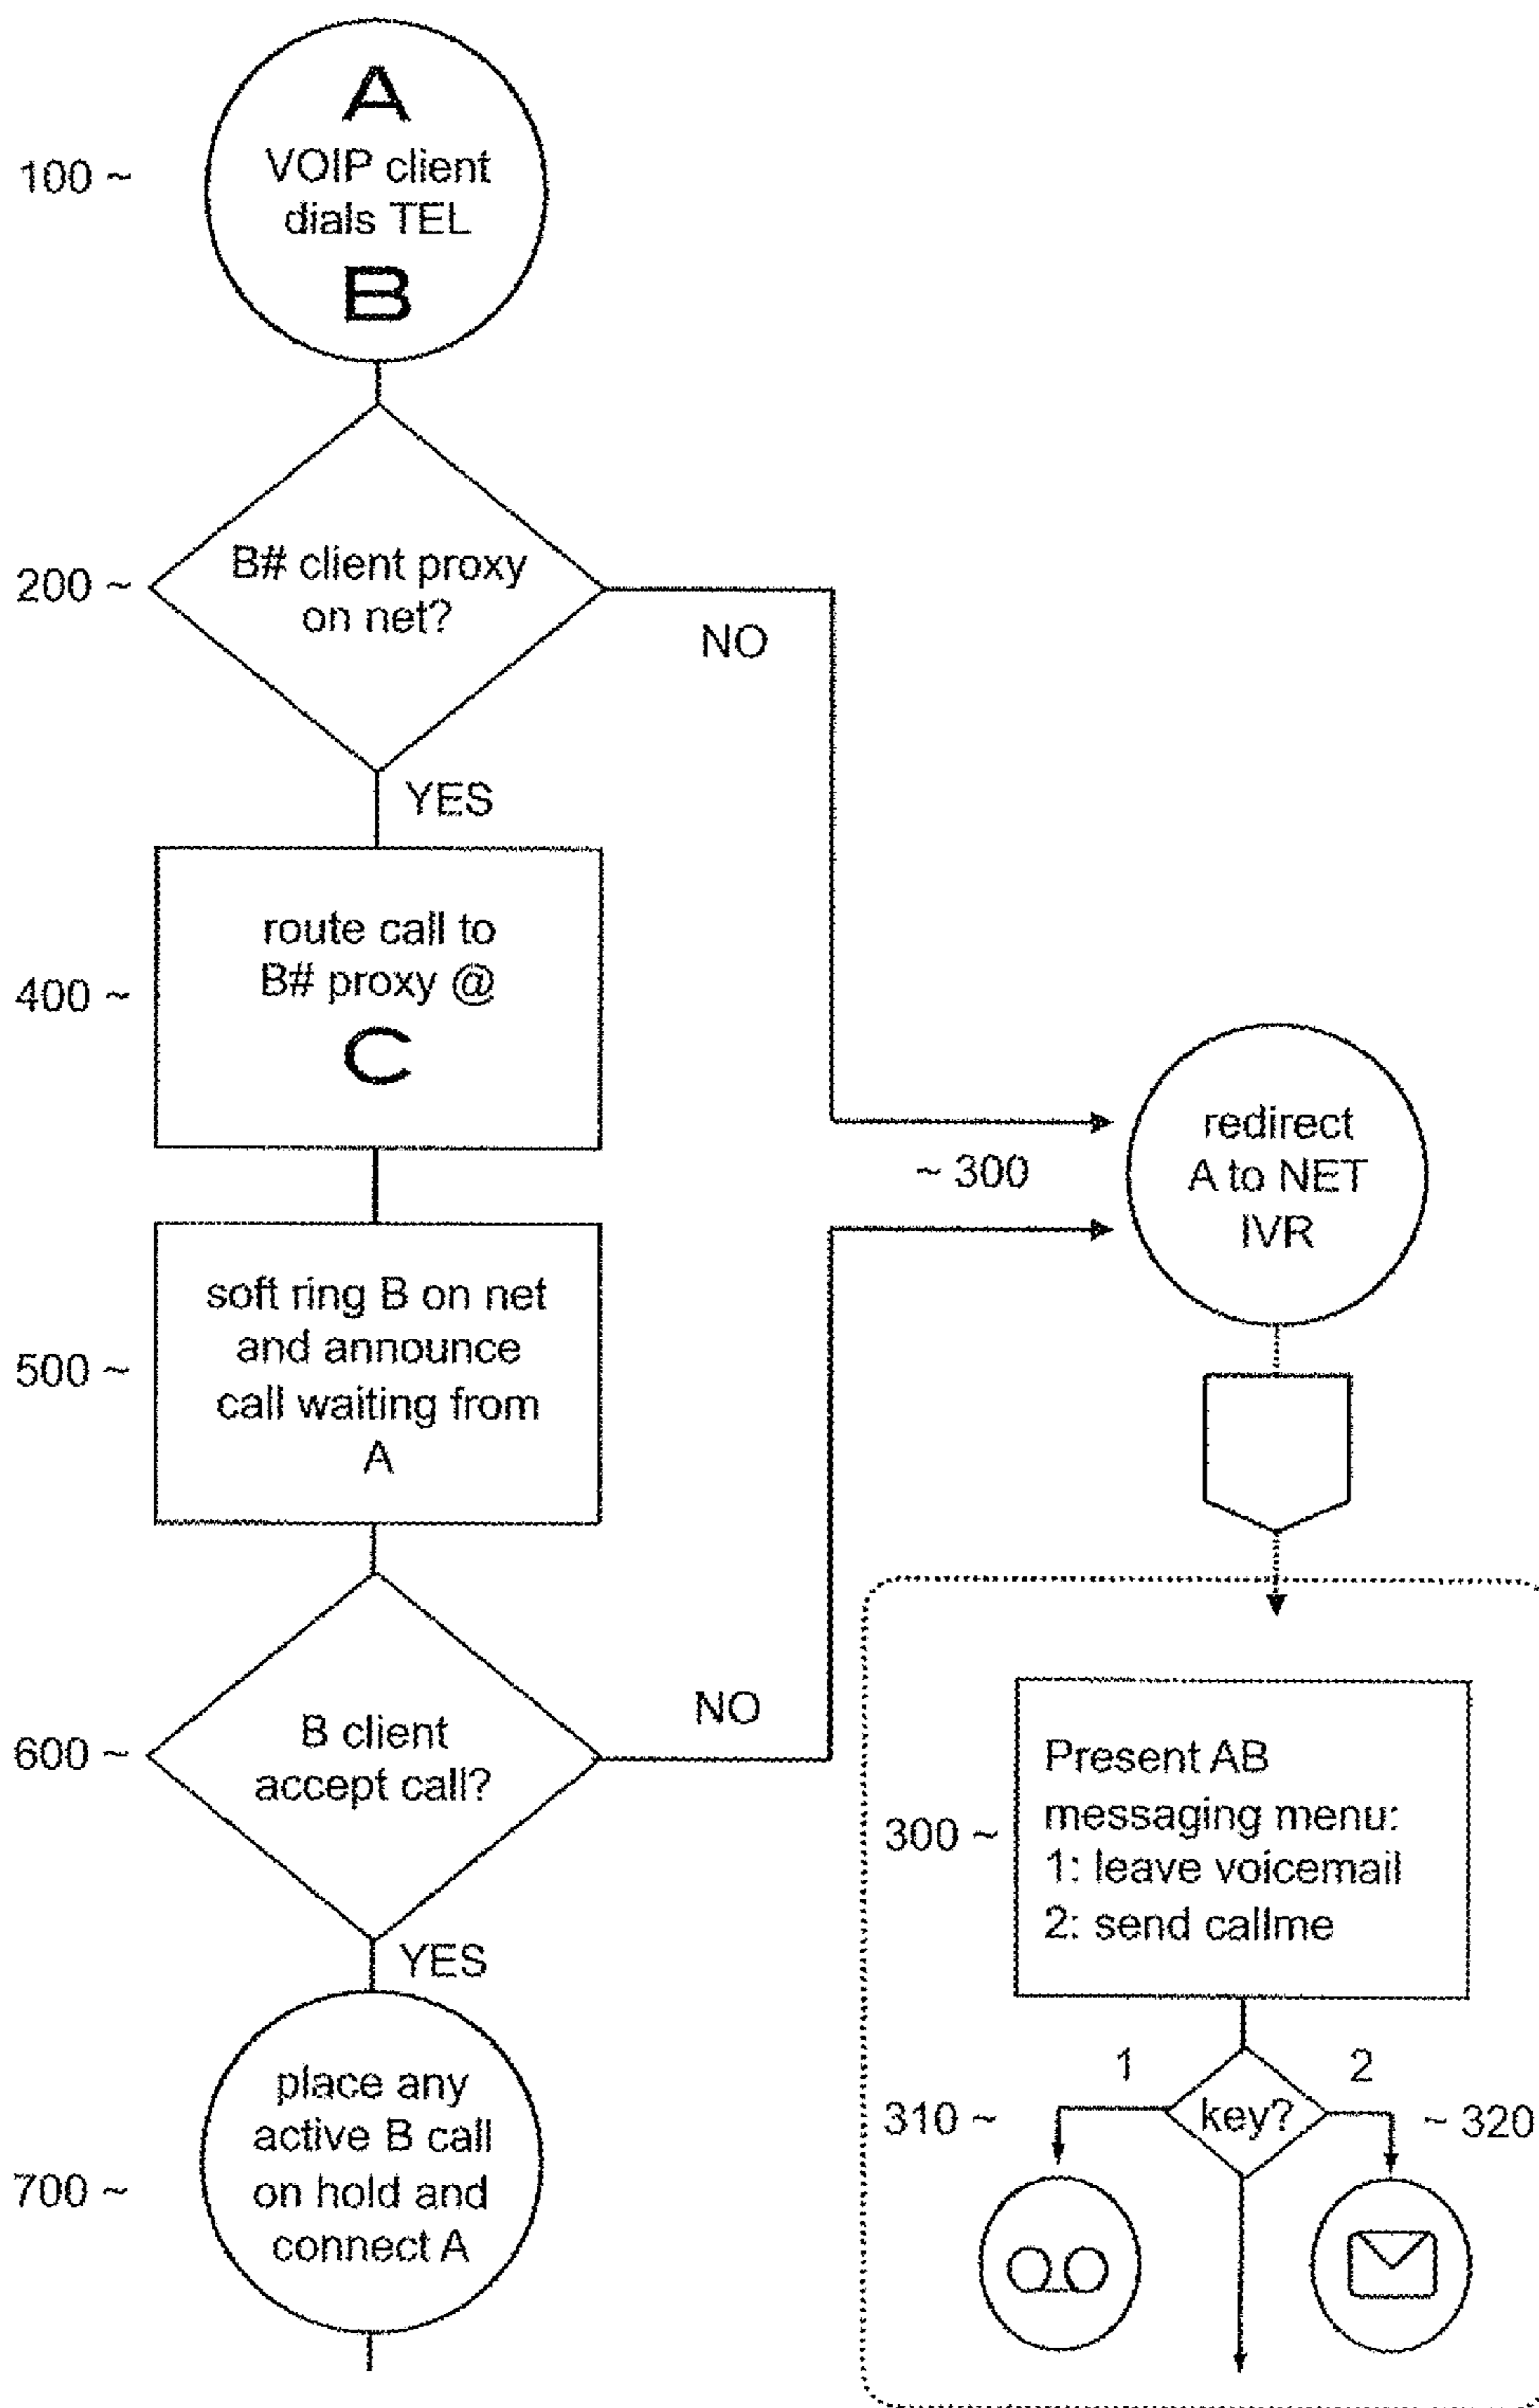 A
VOIP client
dials TEL
B
100 ~
B# client proxy
on net?
200 ~
NO
YES
route call to
B# proxy @
C
400 ~
redirect
A to NET
IVR
~ 300
soft ring B on net
and announce
call waiting from
A
500 ~
B client
accept call?
600 ~
NO
YES
place any
active B call
on hold and
connect A
700 ~
Present AB
messaging menu:
1: leave voicemail
2: send callme
300 ~
1
2
key?
310 ~
~ 320